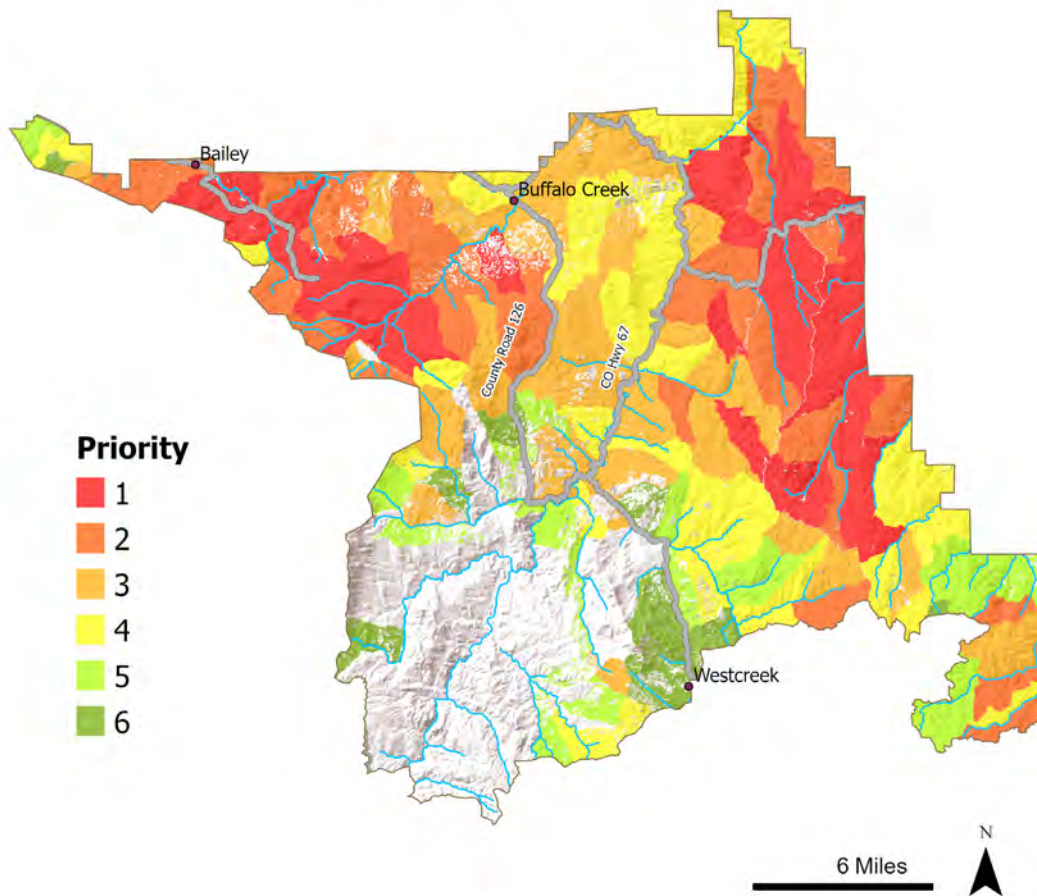 Bailey
Buffalo Creek
County Road 126
CO Hwy 67
Priority
1
2
3
4
5
6
Westcreek
6 Miles
N